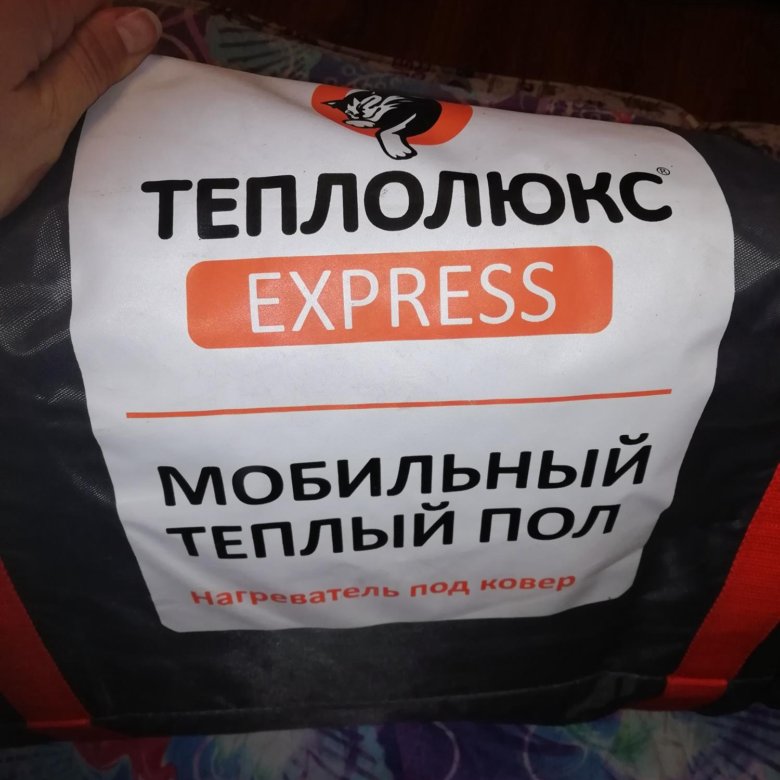 ТЕПЛОЛЮКС®
EXPRESS
МОБИЛЬНЫЙ
ТЕПЛЫЙ ПОЛ
Нагреватель под ковер